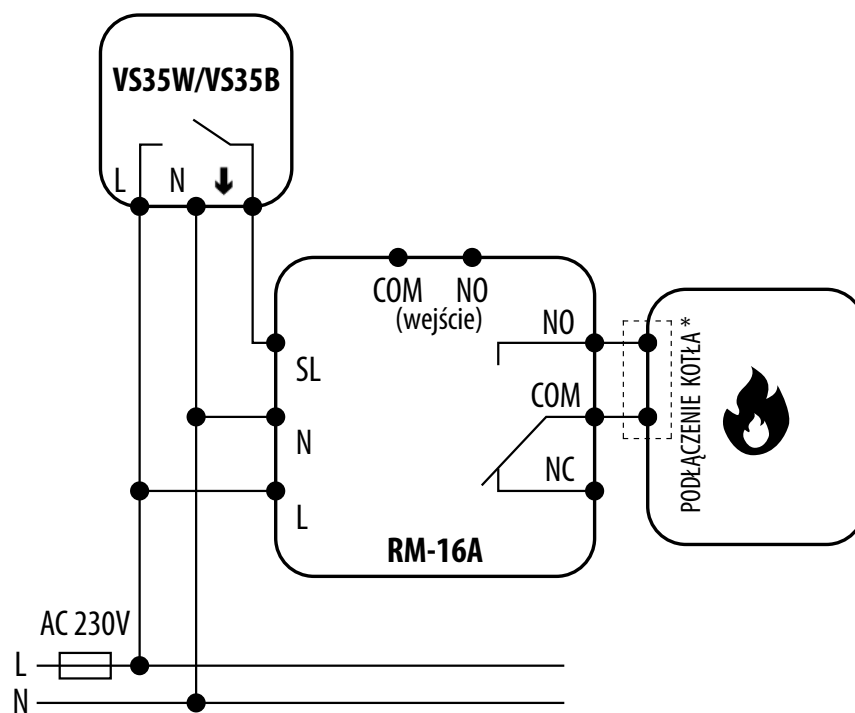 VS35W/VS35B
L N
COM NO
(wejście)
NO
SL
COM
N
NC
L
RM-16A
PODŁĄCZENIE KOTŁA *
AC 230V
L
N